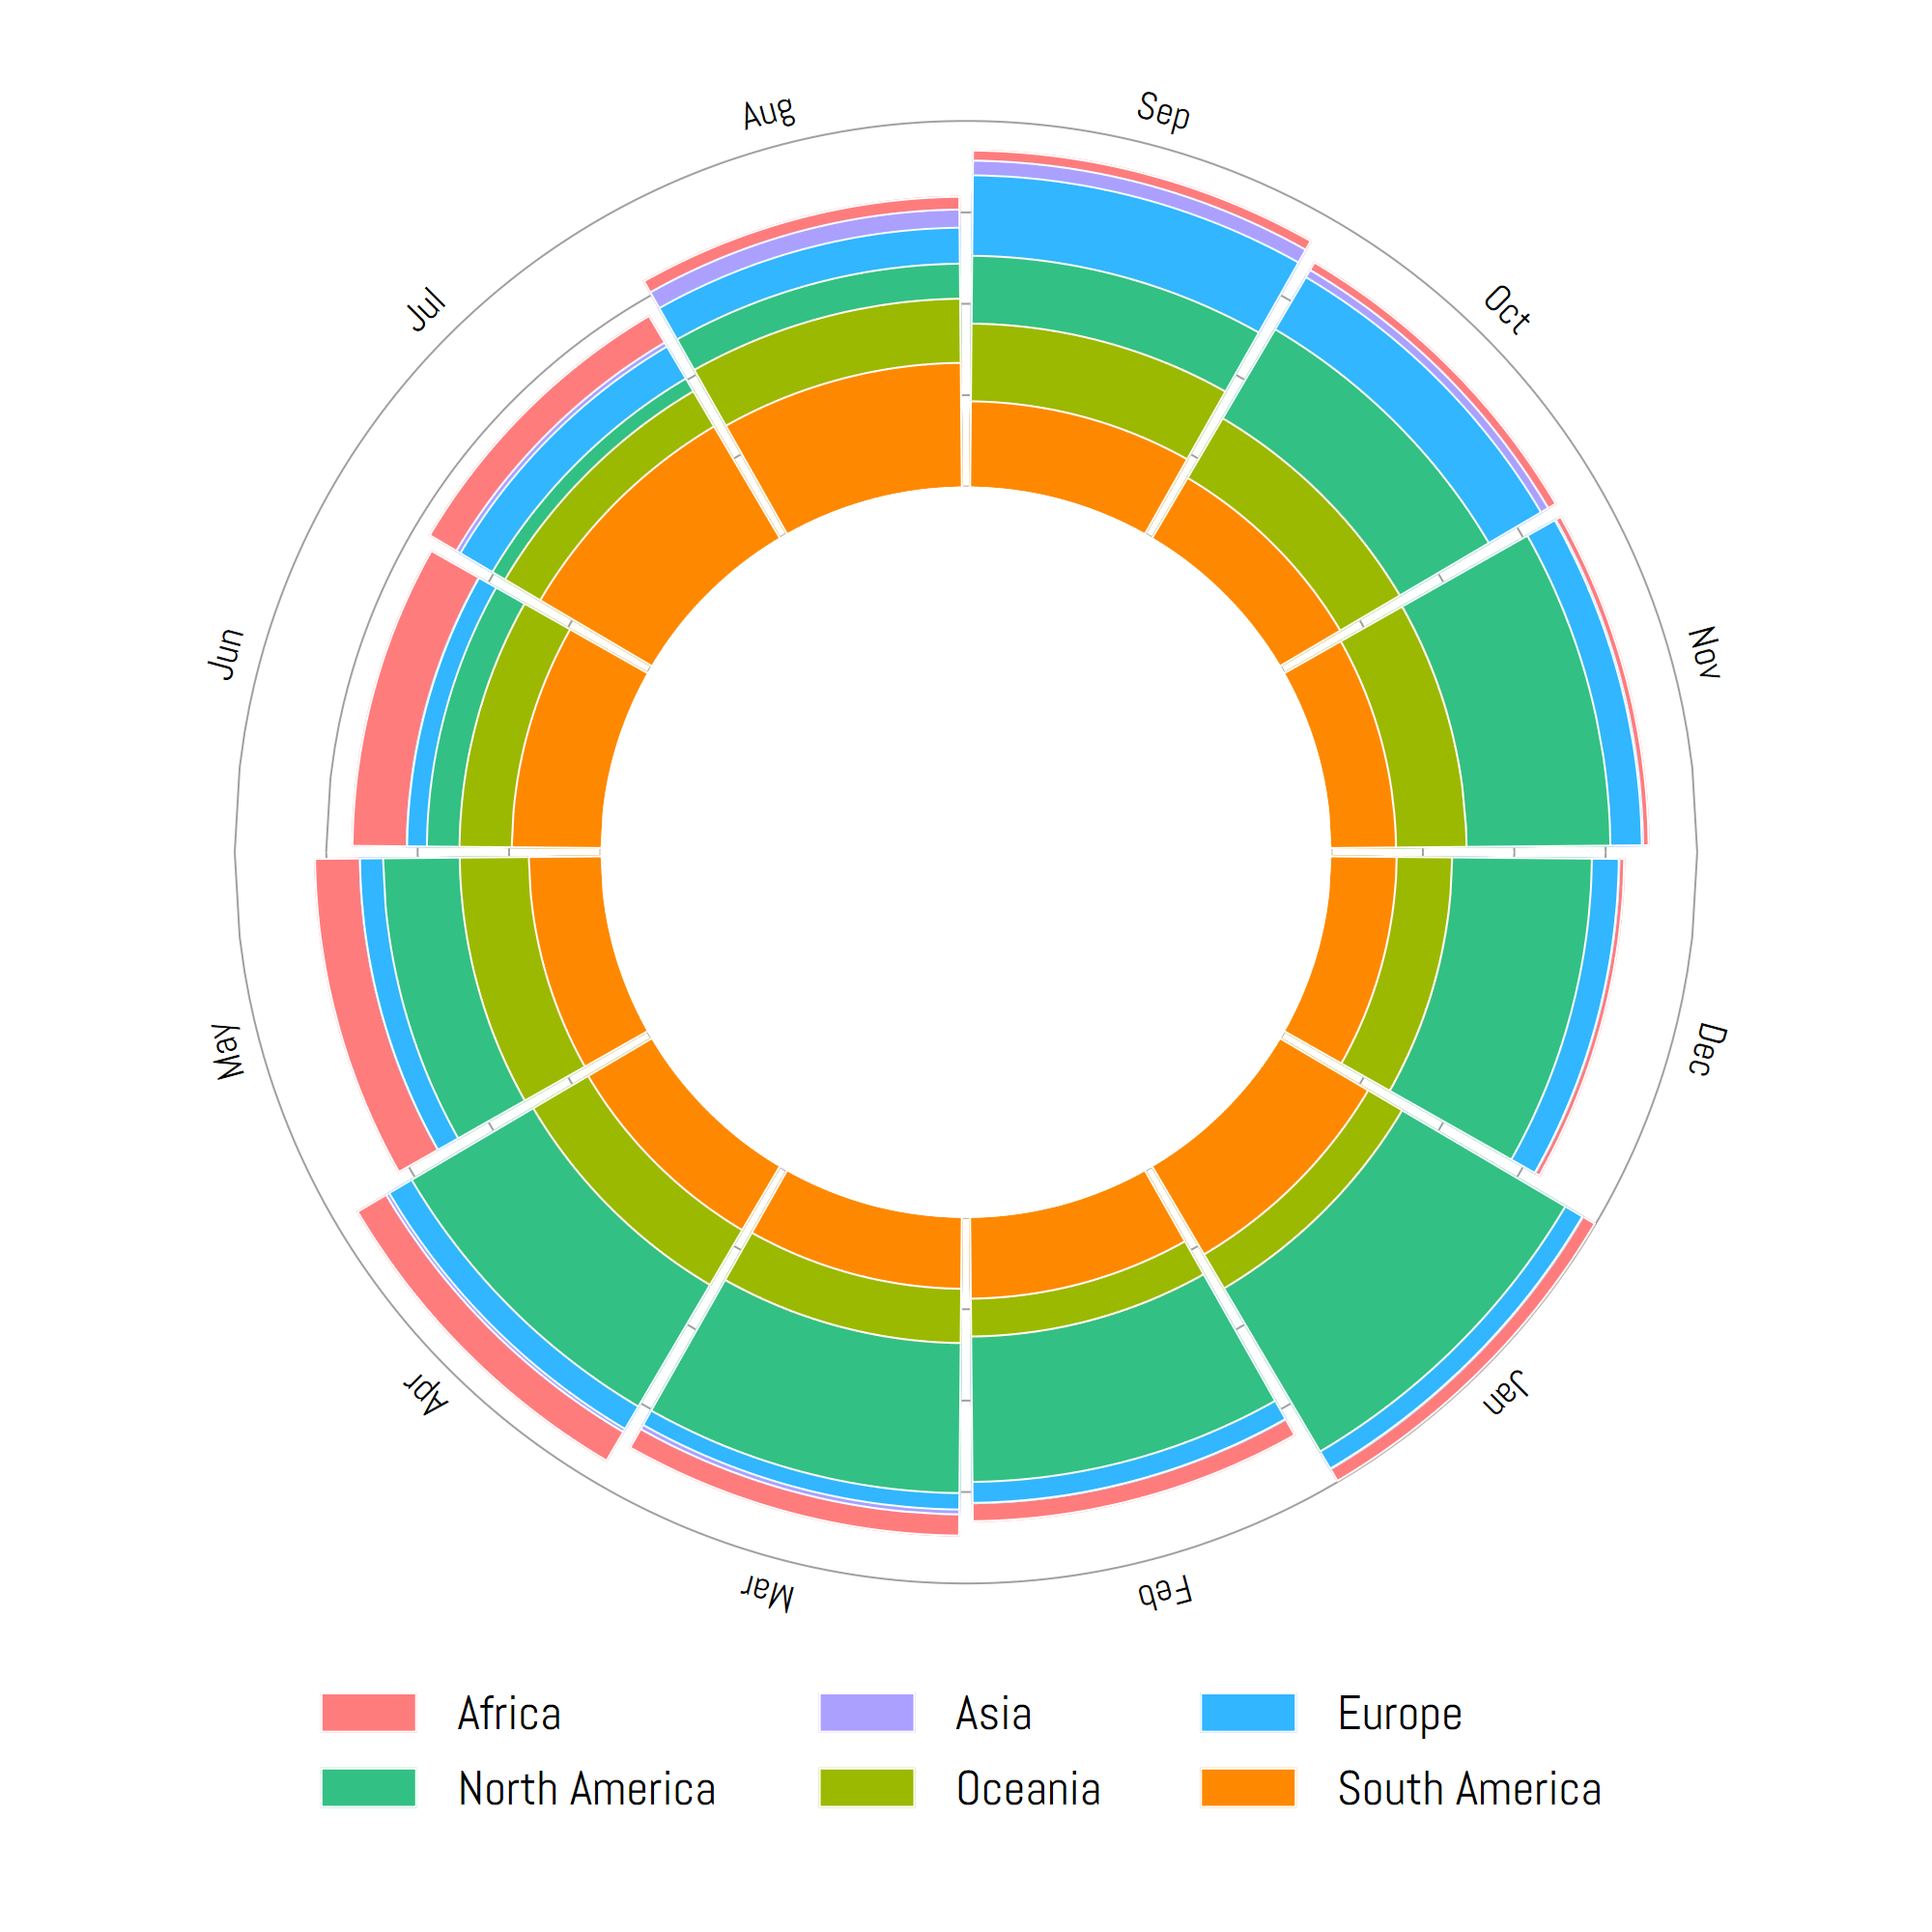 Sep
Oct
Nov
Dec
Jan
Feb
Mar
Apr
May
Jun
Jul
Aug
Africa
Asia
Europe
North America
Oceania
South America